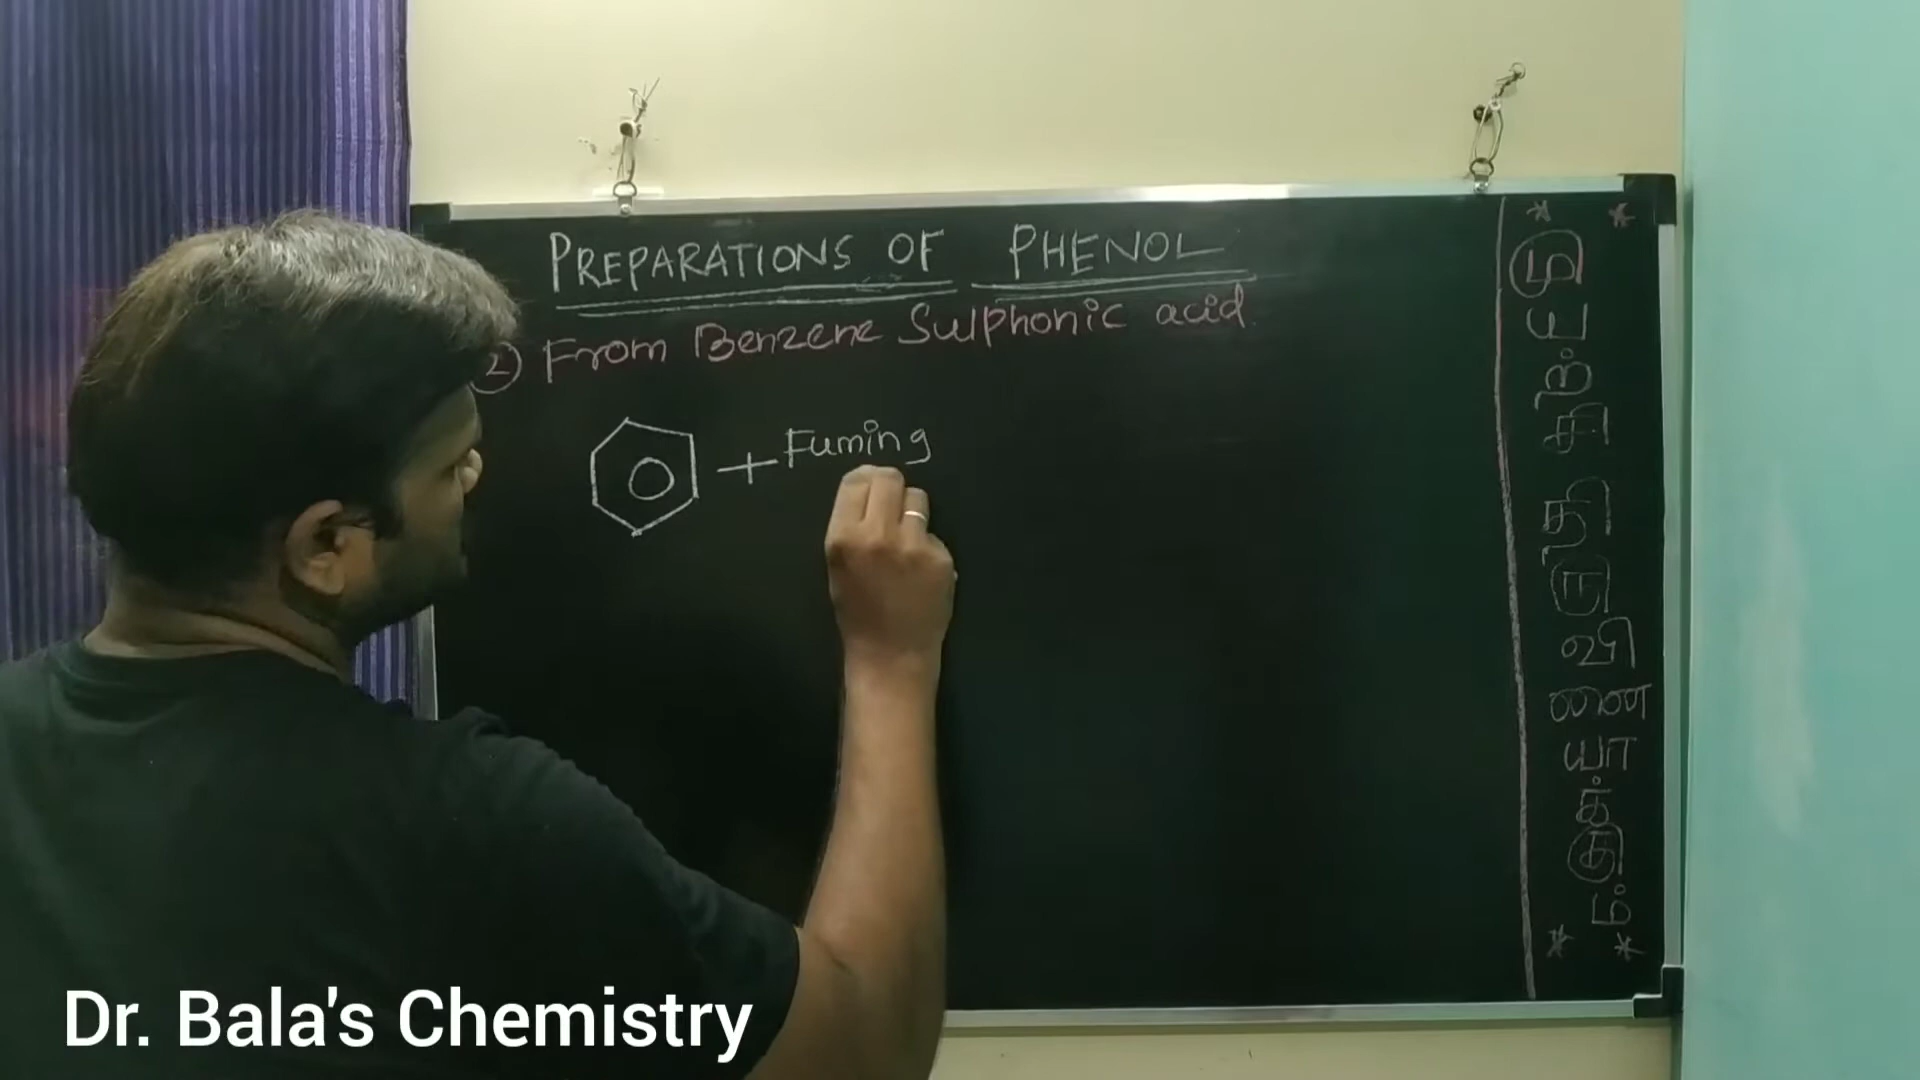 PREPARATIONS OF PHENOL
2) From Benzene Sulphonic acid.
+ Fuming
Dr. Bala's Chemistry